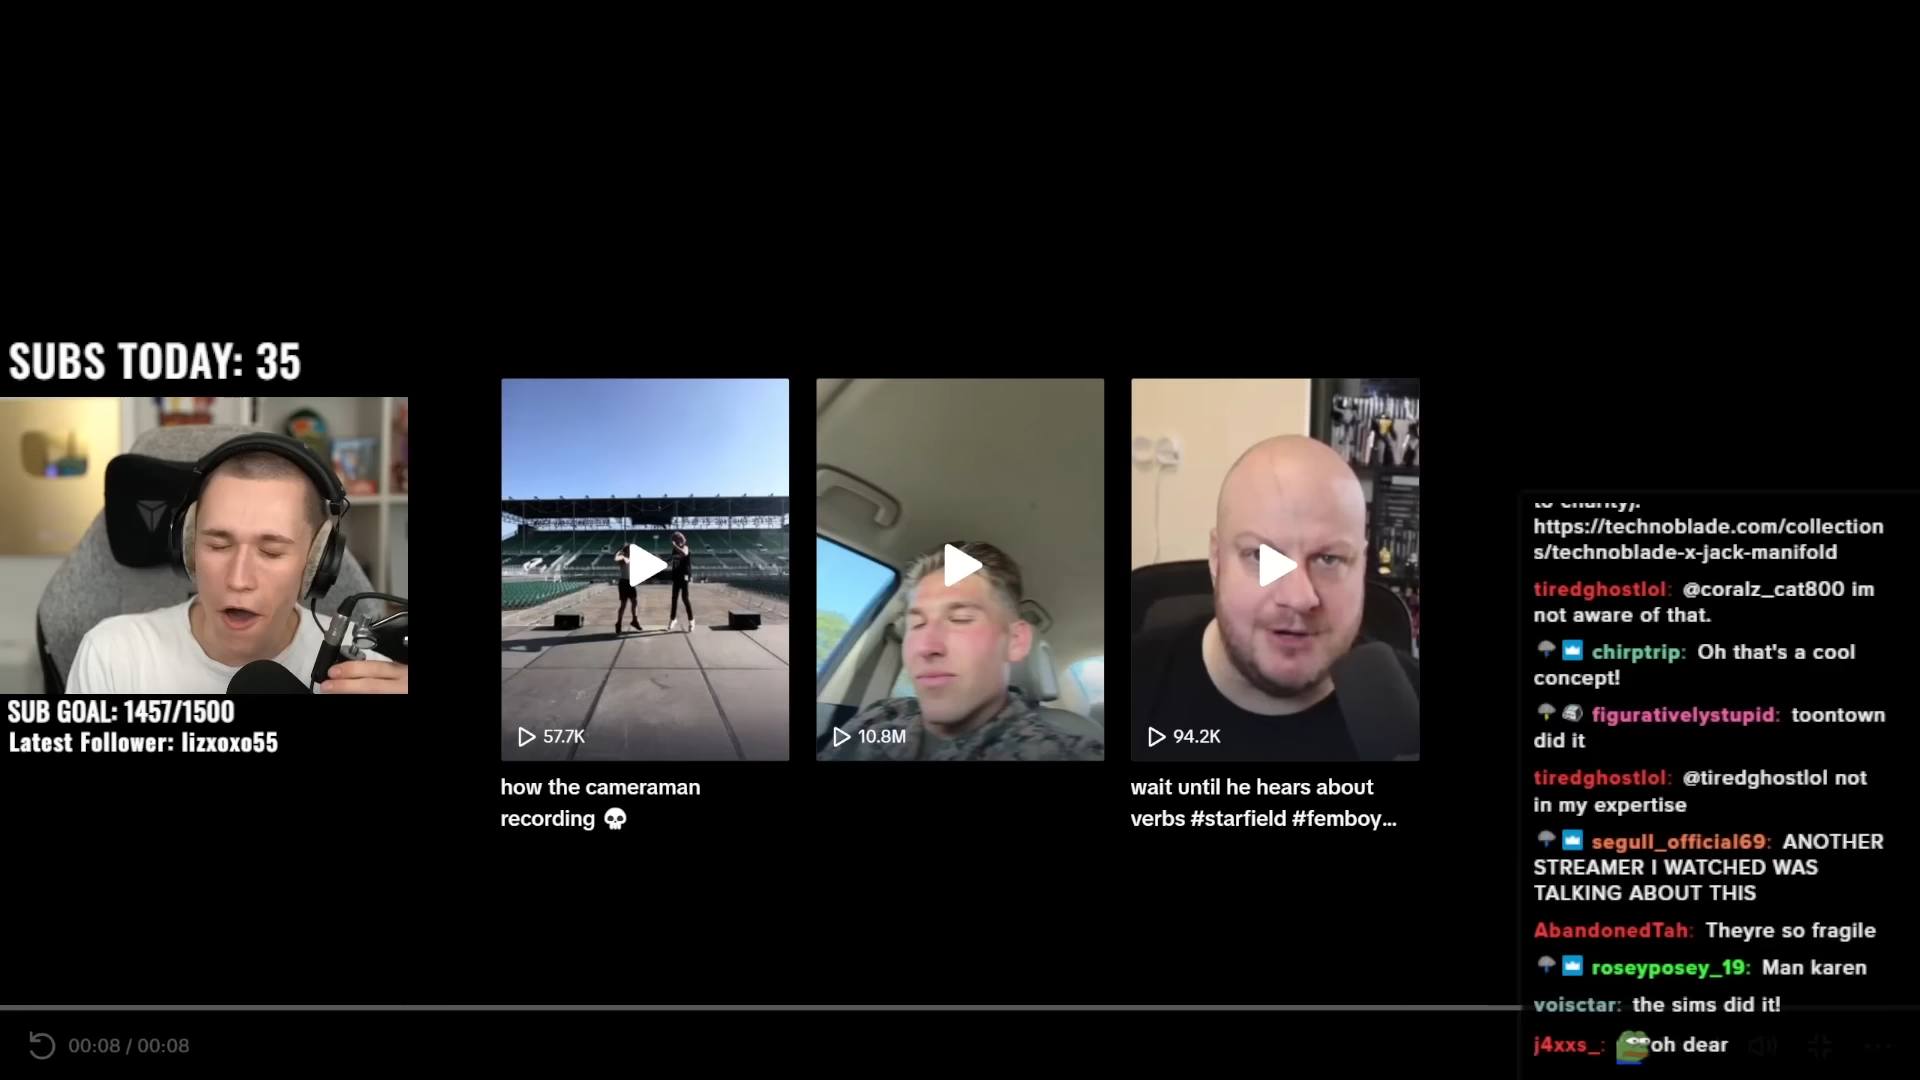 SUBS TODAY: 35
SUB GOAL: 1457/1500
Latest Follower: lizxoxo55
57.7K
how the cameraman
recording 💀
10.8M
94.2K
wait until he hears about
verbs #starfield #femboy...
to charity).
https://technoblade.com/collection
s/technoblade-x-jack-manifold
tiredghostlol: @coralz_cat800 im
not aware of that.
chirptrip: Oh that's a cool
concept!
figurativelystupid: toontown
did it
tiredghostlol: @tiredghostlol not
in my expertise
segull_official69: ANOTHER
STREAMER I WATCHED WAS
TALKING ABOUT THIS
AbandonedTah: Theyre so fragile
roseyposey_19: Man karen
voisctar: the sims did it!
j4xxs_: oh dear
00:08 / 00:08